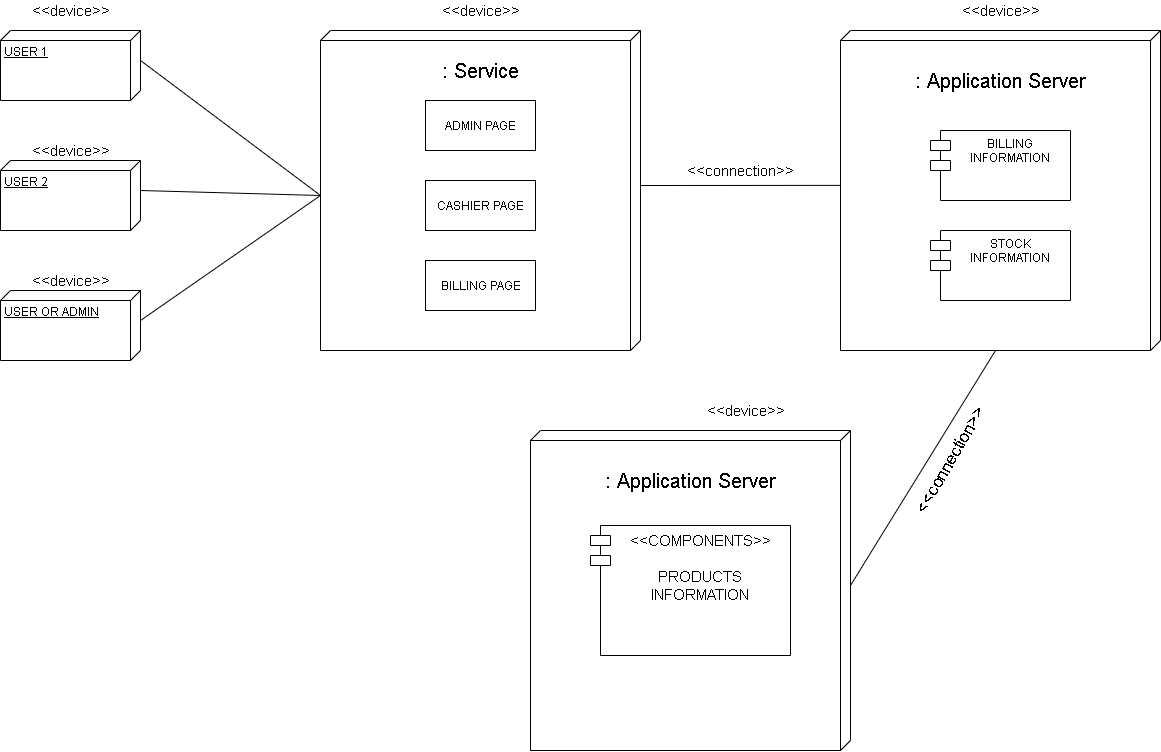 <<device>>
USER 1
<<device>>
USER 2
<<device>>
USER OR ADMIN
<<device>>
: Service
ADMIN PAGE
CASHIER PAGE
BILLING PAGE
<<connection>>
<<device>>
: Application Server
BILLING
INFORMATION
STOCK
INFORMATION
<<connection>>
<<device>>
: Application Server
<<COMPONENTS>>
PRODUCTS
INFORMATION